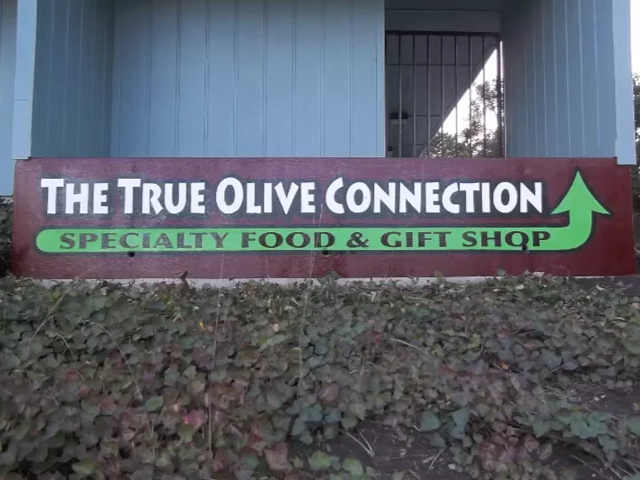 THE TRUE OLIVE CONNECTION
SPECIALTY FOOD & GIFT SHOP